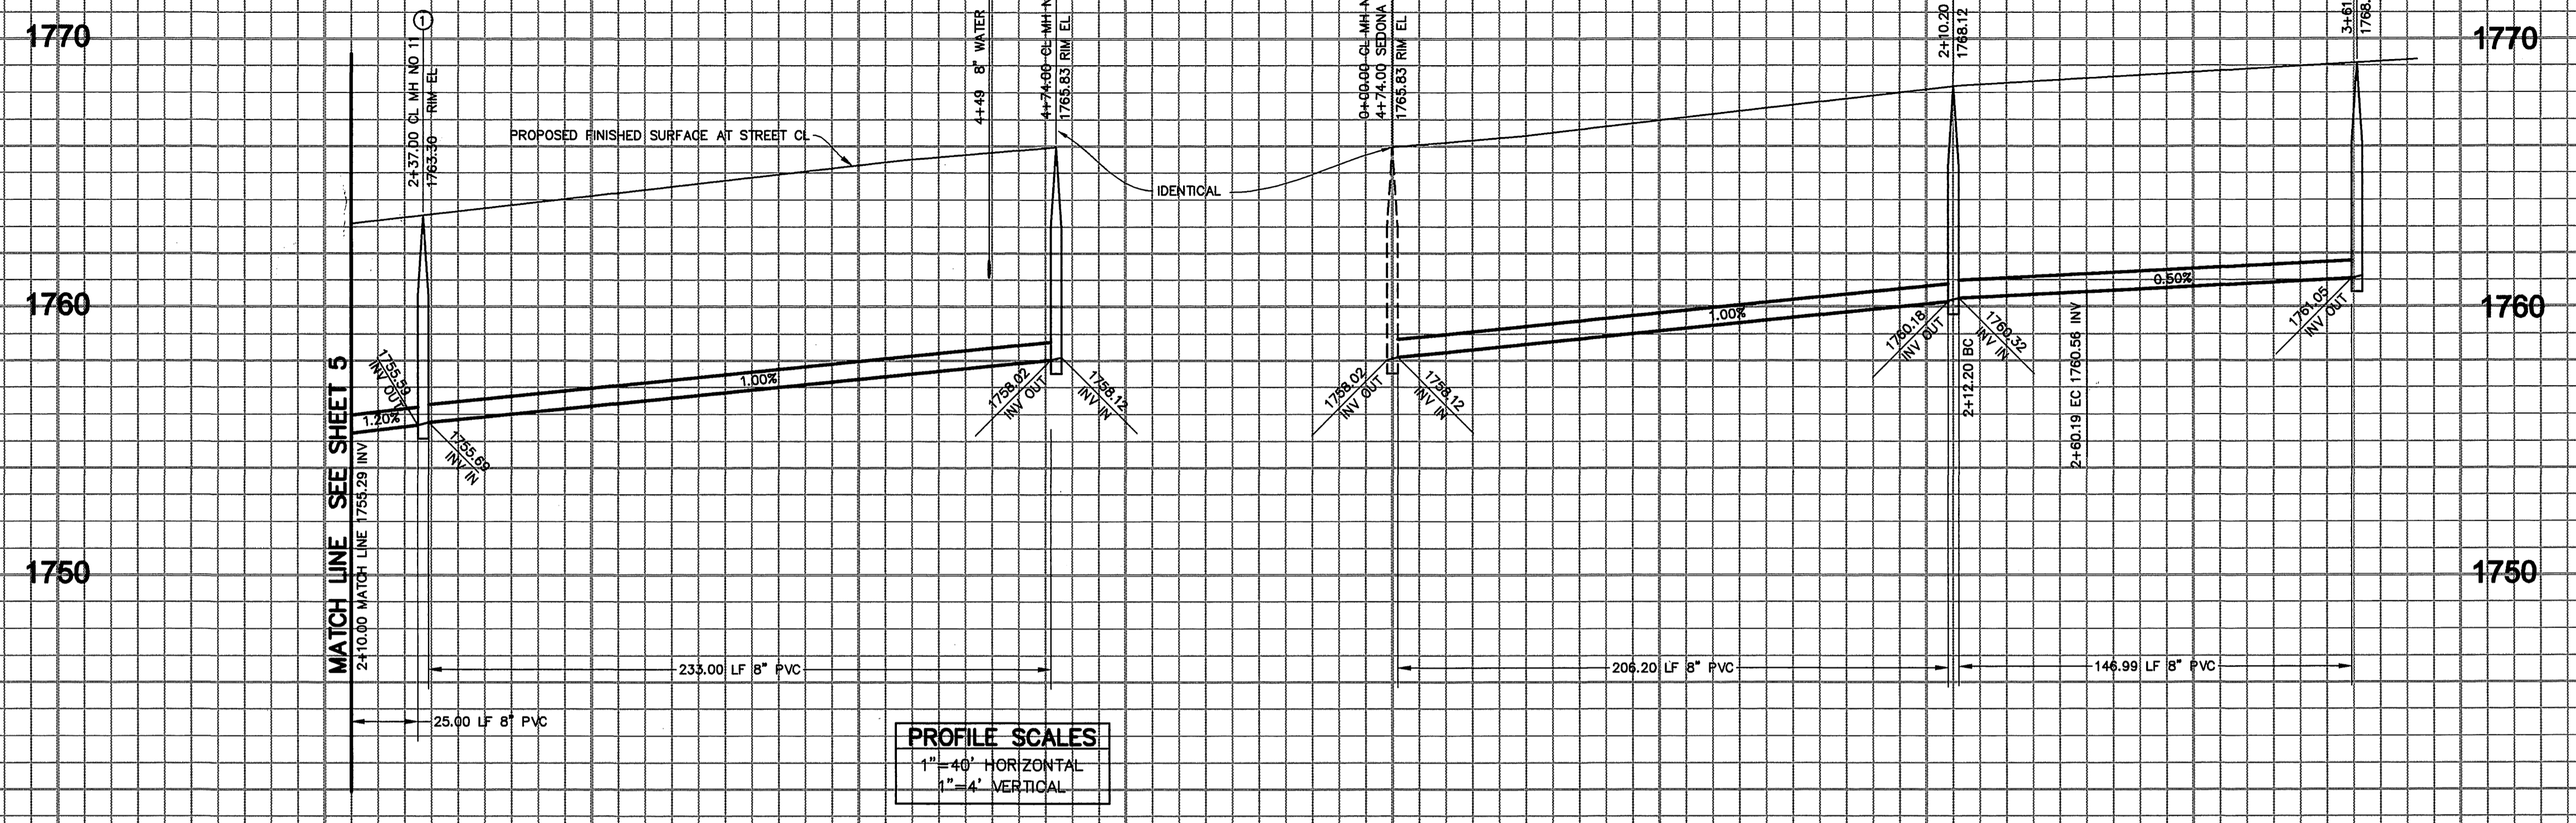 1770
1760
1750
MATCH LINE SEE SHEET 5
2+10.00 MATCH LINE 1755.29 INV
1
2+37.00 CL MH NO 11
1763.30 RIM EL
PROPOSED FINISHED SURFACE AT STREET CL
1755.59
INV OUT
1.20%
1755.69
INV IN
1.00%
4+49 8" WATER
4+74.00 CL MH
1765.83 RIM EL
IDENTICAL
1758.02
INV OUT
1758.12
INV IN
0+00.00 CL MH
4+74.00 SEDONA
1765.83 RIM EL
1758.02
INV OUT
1758.12
INV IN
1.00%
2+10.20
1768.12
1760.18
INV OUT
1760.32
INV IN
2+12.20 BC
2+60.19 EC 1760.56 INV
0.50%
3+61
1768.
1761.05
INV OUT
1770
1760
1750
233.00 LF 8" PVC
206.20 LF 8" PVC
146.99 LF 8" PVC
25.00 LF 8" PVC
PROFILE SCALES
1"=40' HORIZONTAL
1"=4' VERTICAL